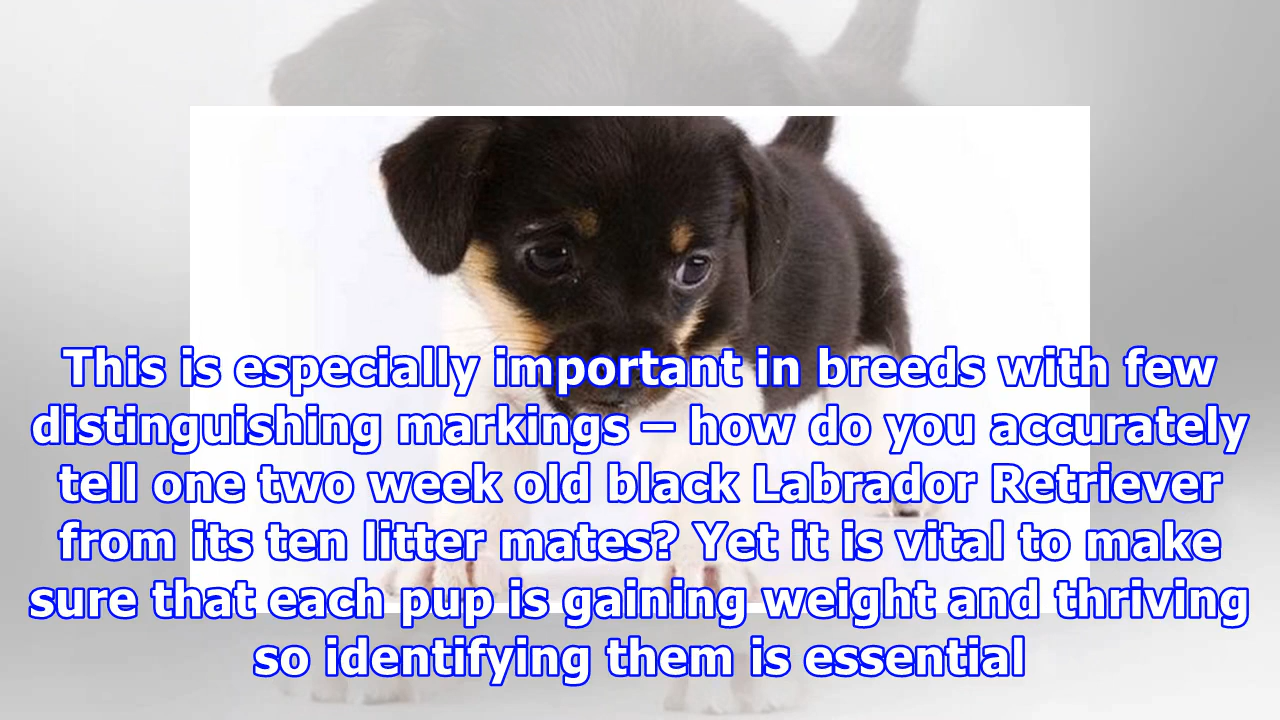 This is especially important in breeds with few
distinguishing markings – how do you accurately
tell one two week old black Labrador Retriever
from its ten litter mates? Yet it is vital to make
sure that each pup is gaining weight and thriving
so identifying them is essential